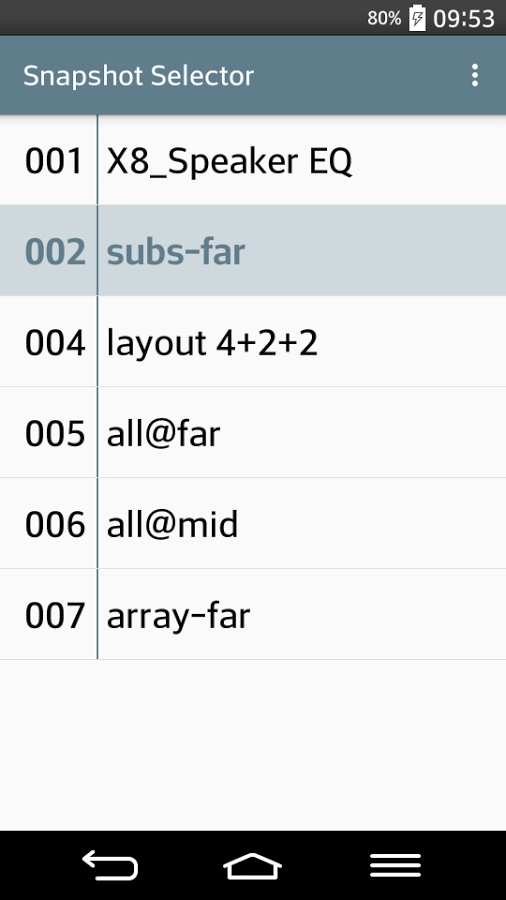 80% 09:53
Snapshot Selector
001 X8_Speaker EQ
002 subs-far
004 layout 4+2+2
005 all@far
006 all@mid
007 array-far